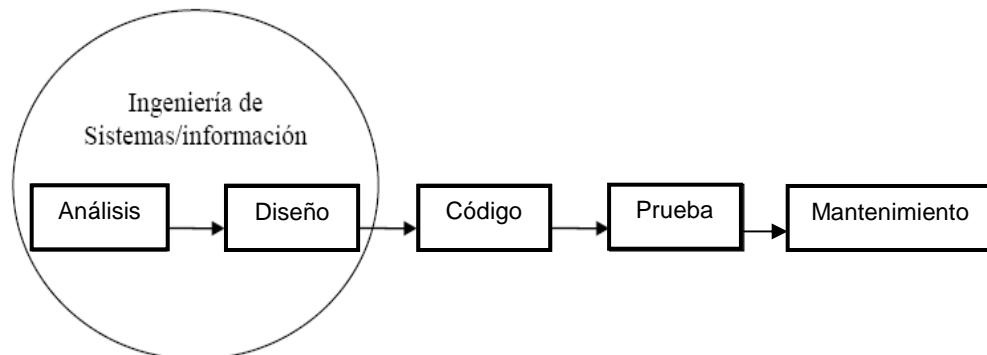 Ingeniería de
Sistemas/información
Análisis
Diseño
Código
Prueba
Mantenimiento